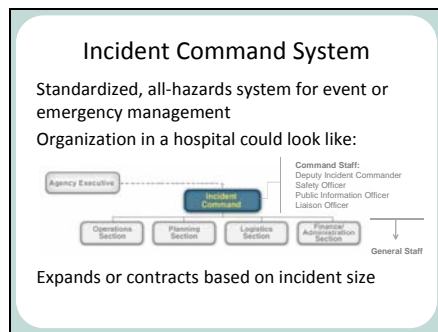 Incident Command System
Standardized, all-hazards system for event or
emergency management
Organization in a hospital could look like:
Command Staff:
Deputy Incident Commander
Safety Officer
Public Information Officer
Liaison Officer
Agency Executive
Incident
Command
Operations
Section
Planning
Section
Logistics
Section
Finance/
Administration
Section
General Staff
Expands or contracts based on incident size